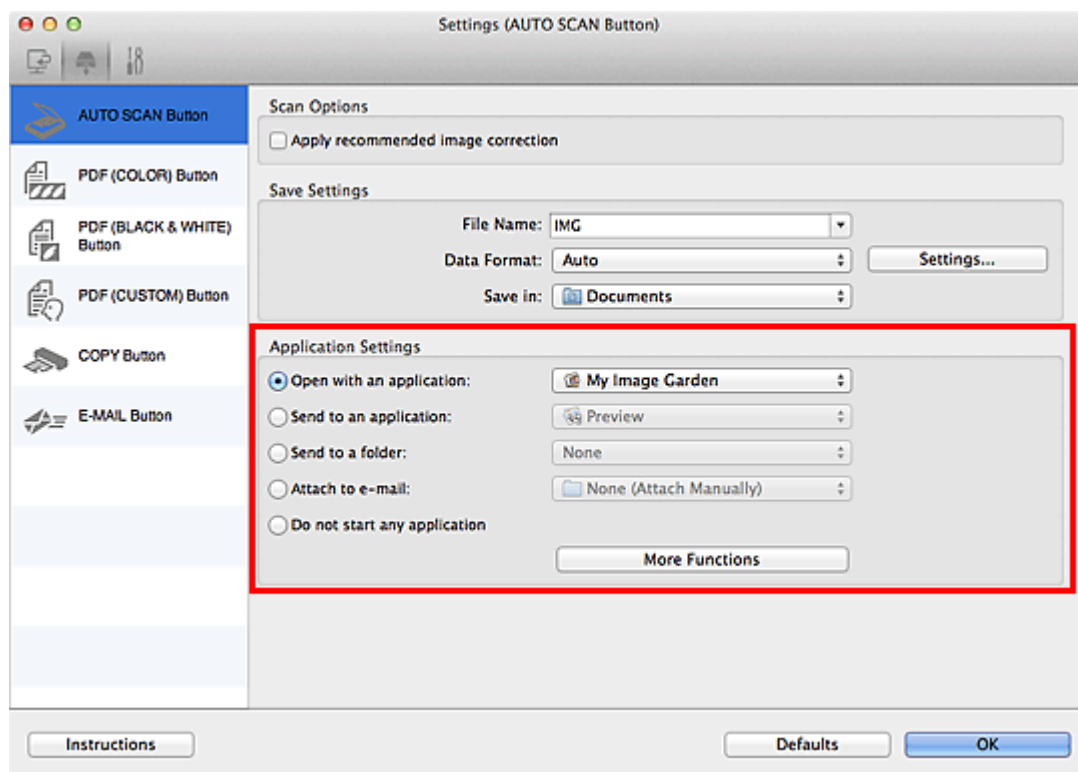 Settings (AUTO SCAN Button)
AUTO SCAN Button
PDF (COLOR) Button
PDF (BLACK & WHITE)
Button
PDF (CUSTOM) Button
COPY Button
E-MAIL Button
Scan Options
Apply recommended image correction
Save Settings
File Name: IMG
Data Format: Auto Settings...
Save in: Documents
Application Settings
Open with an application: My Image Garden
Send to an application: Preview
Send to a folder: None
Attach to e-mail: None (Attach Manually)
Do not start any application
More Functions
Instructions Defaults OK